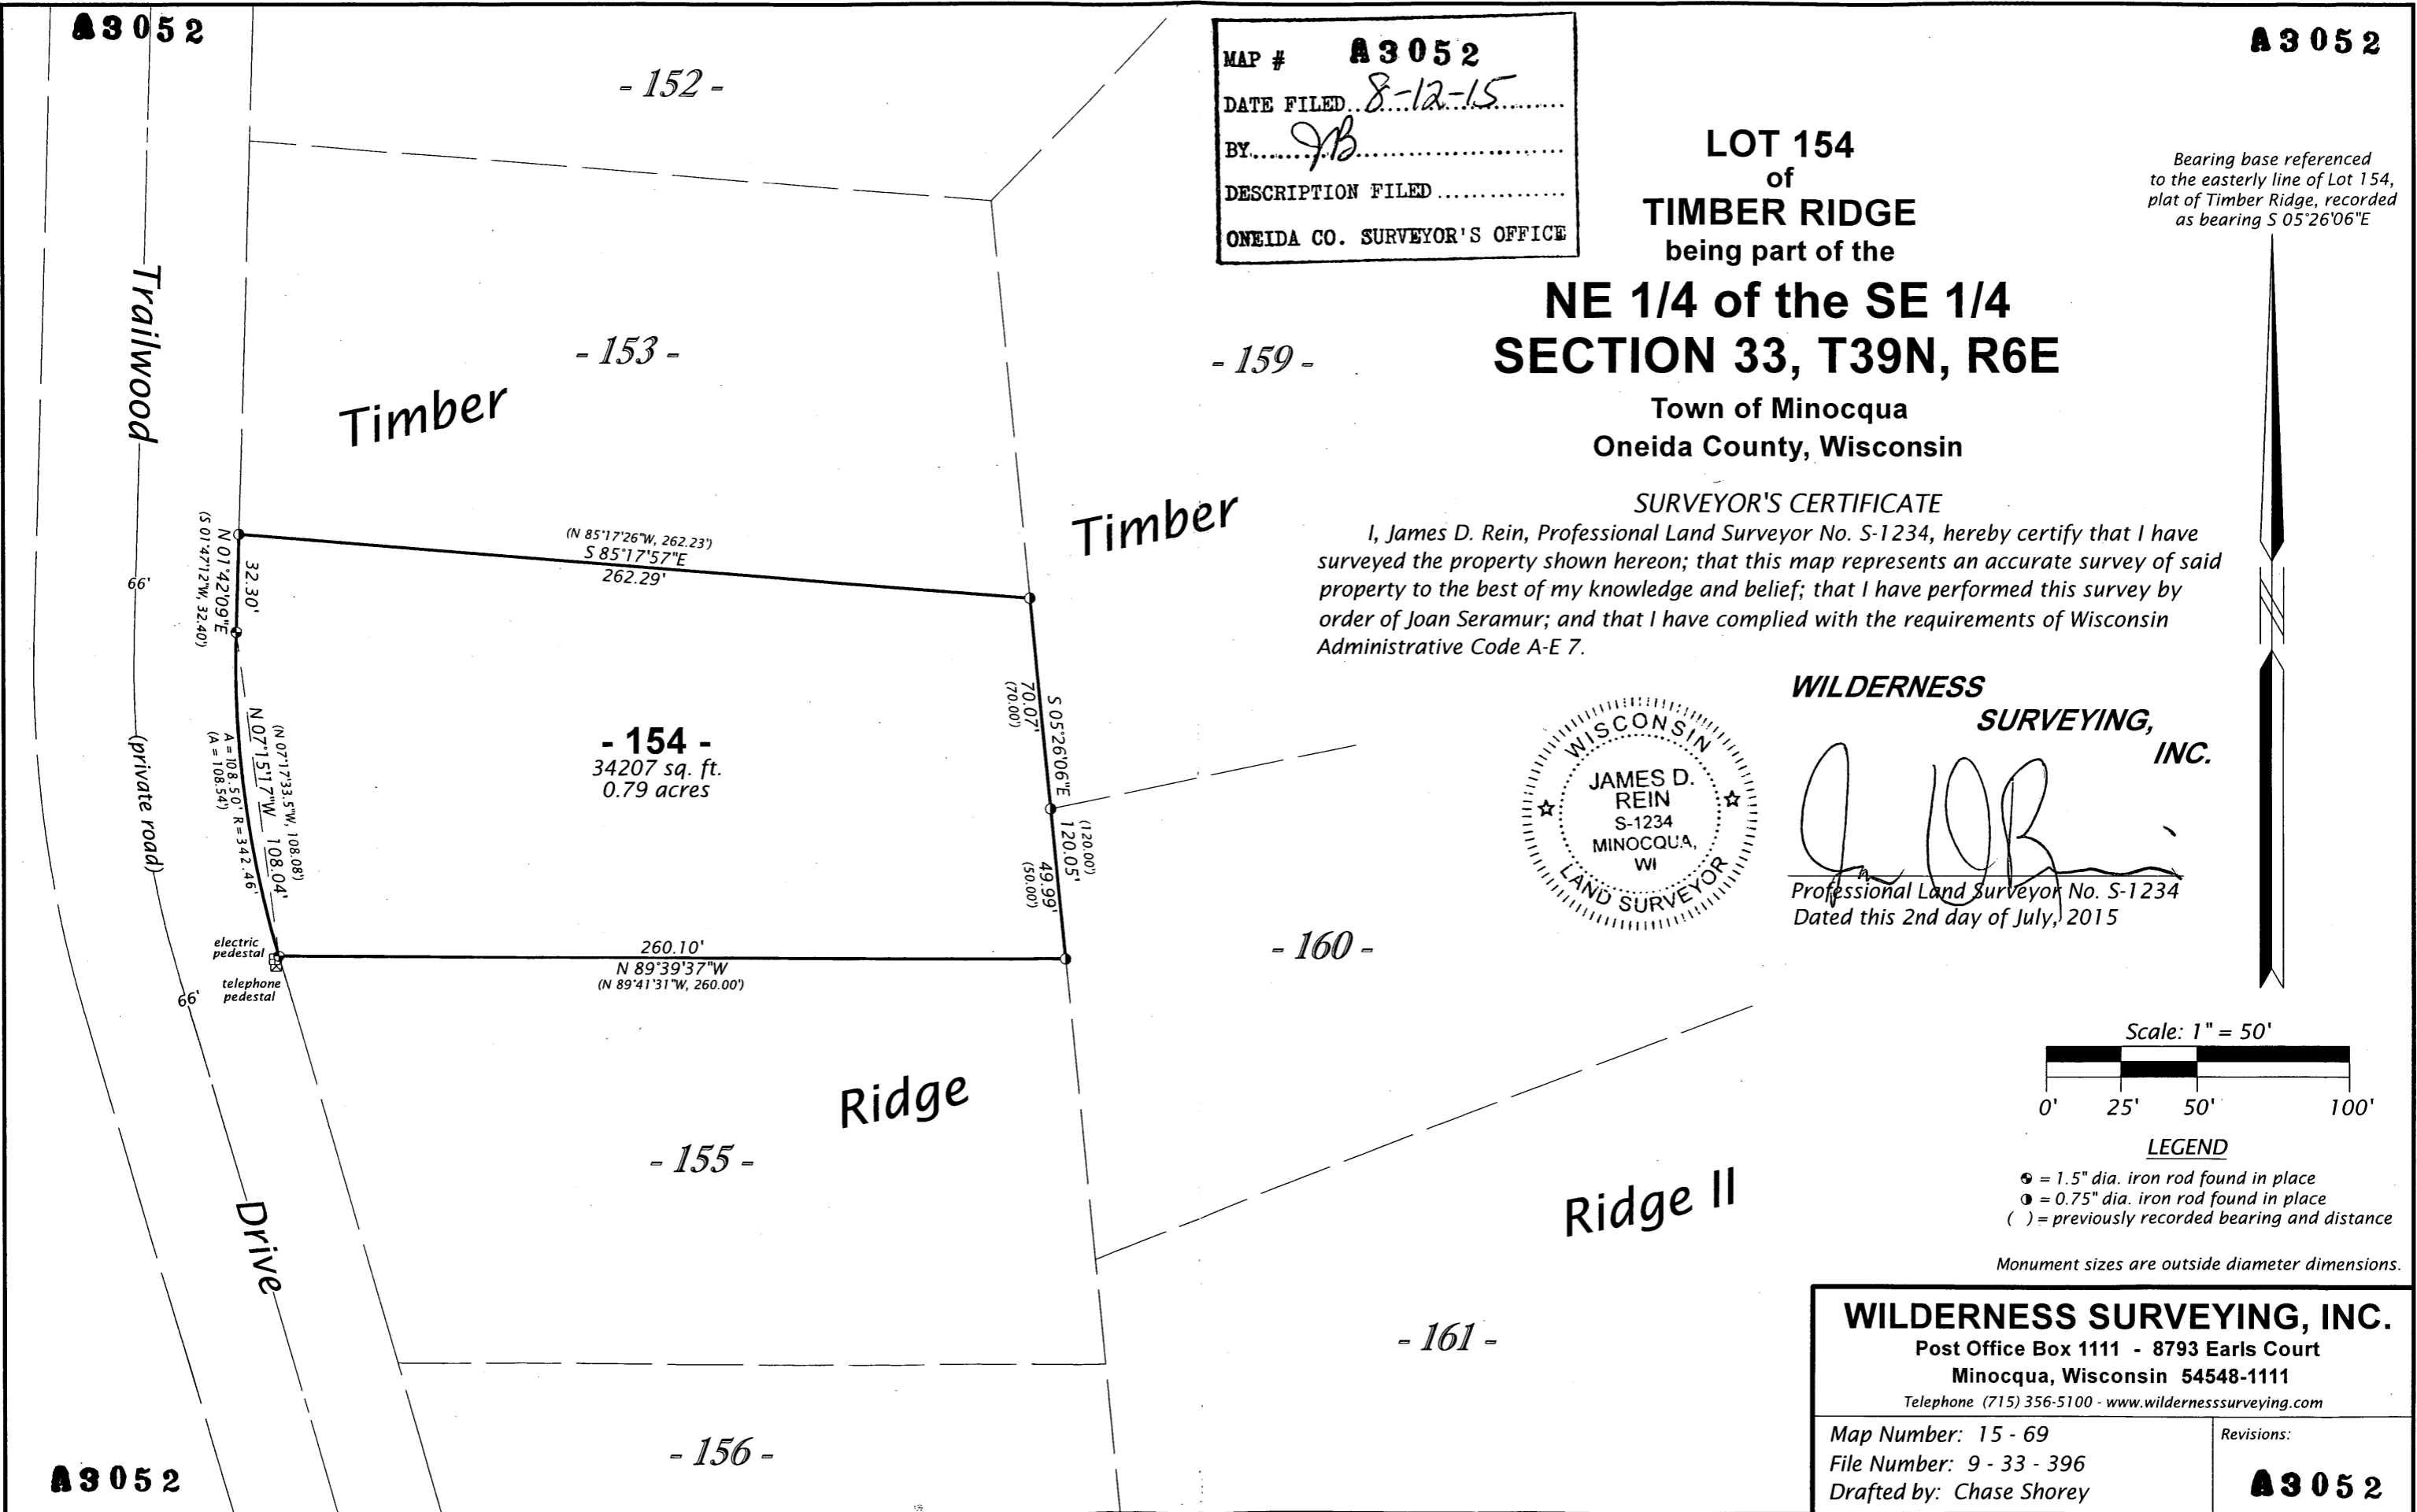 A3052
A3052
MAP # A3052
DATE FILED 8-12-15
BY JB
DESCRIPTION FILED
ONEIDA CO. SURVEYOR'S OFFICE
LOT 154
of
TIMBER RIDGE
being part of the
NE 1/4 of the SE 1/4
SECTION 33, T39N, R6E
Town of Minocqua
Oneida County, Wisconsin
Bearing base referenced
to the easterly line of Lot 154,
plat of Timber Ridge, recorded
as bearing S 05°26'06"E
- 152 -
- 153 -
- 159 -
Trailwood
Timber
Timber
SURVEYOR'S CERTIFICATE
I, James D. Rein, Professional Land Surveyor No. S-1234, hereby certify that I have
surveyed the property shown hereon; that this map represents an accurate survey of said
property to the best of my knowledge and belief; that I have performed this survey by
order of Joan Seramur; and that I have complied with the requirements of Wisconsin
Administrative Code A-E 7.
(N 85°17'26"W, 262.23')
S 85°17'57"E
262.29'
66'
32.30'
N 01°42'09"E
(S 01°47'12"W, 32.40')
(N 07°17'33.5"W, 108.08')
N 07°15'17"W 108.04'
A = 108.50' R = 342.46'
(A = 108.54')
(private road)
- 154 -
34207 sq. ft.
0.79 acres
S 05°26'06"E
70.07'
(70.00')
(120.00')
120.05'
49.99'
(50.00')
WILDERNESS
SURVEYING,
INC.
WISCONSIN
JAMES D.
REIN
S-1234
MINOCQUA,
WI
LAND SURVEYOR
Professional Land Surveyor No. S-1234
Dated this 2nd day of July, 2015
electric
pedestal
telephone
pedestal
66'
260.10'
N 89°39'37"W
(N 89°41'31"W, 260.00')
- 160 -
Ridge
- 155 -
Drive
Ridge II
- 161 -
- 156 -
Scale: 1" = 50'
0' 25' 50' 100'
LEGEND
= 1.5" dia. iron rod found in place
= 0.75" dia. iron rod found in place
( ) = previously recorded bearing and distance
Monument sizes are outside diameter dimensions.
WILDERNESS SURVEYING, INC.
Post Office Box 1111 - 8793 Earls Court
Minocqua, Wisconsin 54548-1111
Telephone (715) 356-5100 - www.wildernesssurveying.com
Map Number: 15 - 69
File Number: 9 - 33 - 396
Drafted by: Chase Shorey
Revisions:
A3052
A3052